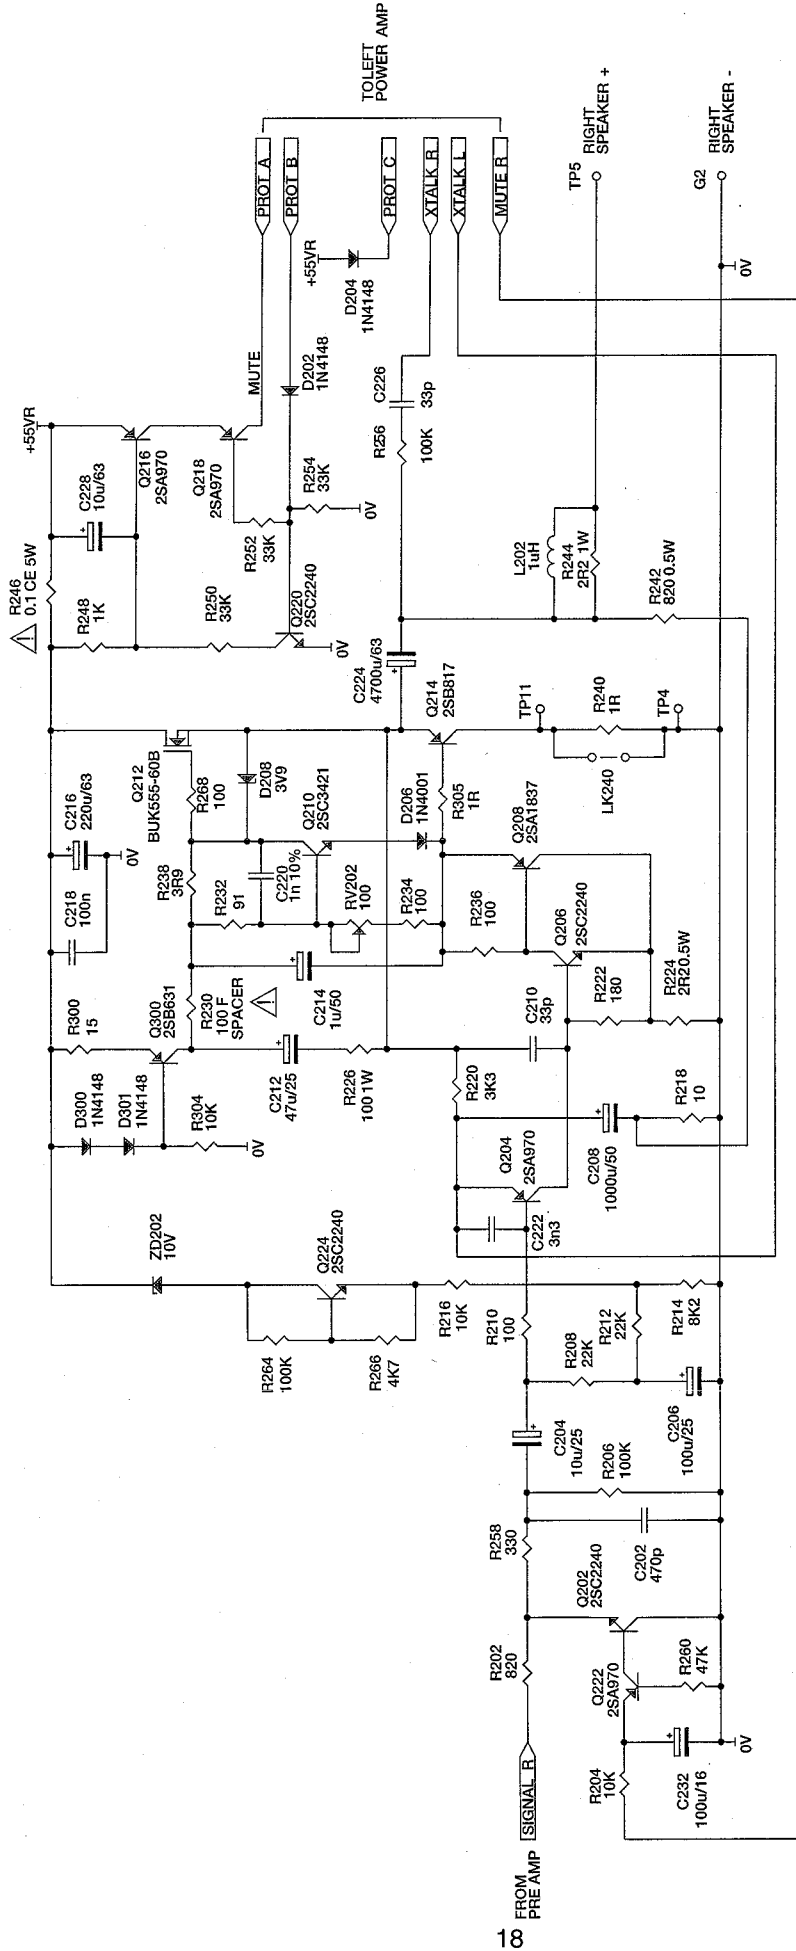 TOLEFT
POWER AMP
PROT A
PROT B
PROT C
XTALK R
XTALK L
MUTE R
TP5
RIGHT
SPEAKER +
G2
RIGHT
SPEAKER -
0V
+55VR
D204
1N4148
MUTE
D202
1N4148
C226
33p
R256
100K
+55VR
Q216
2SA970
Q218
2SA970
C228
10u/63
R254
33K
0V
R252
33K
L202
1uH
R244
2R2 1W
R246
0.1 CE 5W
R248
1K
R250
33K
Q220
2SC2240
0V
R242
820 0.5W
C224
4700u/63
Q214
2SB817
TP11
R240
1R
TP4
LK240
Q212
BUK555-60B
R268
100
D208
3V9
Q210
2SC3421
D206
1N4001
R305
1R
Q208
2SA1837
C216
220u/63
0V
C218
100n
R238
3R9
R232
91
C220
1n 10%
RV202
100
R234
100
R236
100
Q206
2SC2240
R300
15
Q300
2SB631
R230
100 F
SPACER
C214
1u/50
C210
33p
R222
180
R224
2R20.5W
D300
1N4148
D301
1N4148
R304
10K
0V
C212
47u/25
R226
100 1W
R220
3K3
R218
10
Q204
2SA970
C208
1000u/50
C222
3n3
ZD202
10V
Q224
2SC2240
R264
100K
R266
4K7
R216
10K
R210
100
R208
22K
R212
22K
R214
8K2
C204
10u/25
C206
100u/25
R206
100K
R258
330
C202
470p
Q202
2SC2240
R202
820
Q222
2SA970
R260
47K
0V
R204
10K
C232
100u/16
SIGNAL R
FROM
PRE AMP
18